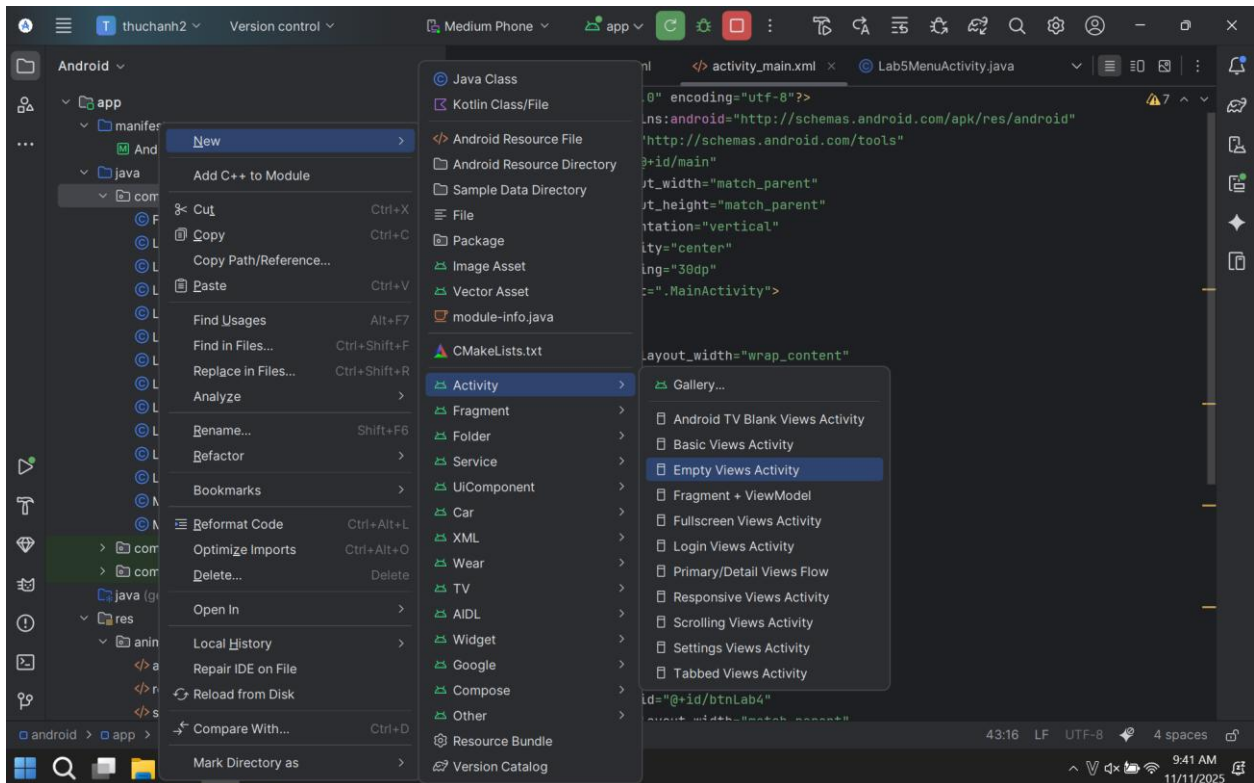 T thuchanh2 Version control Medium Phone app
Android
app
manifes
And
java
com
com
com
java (g
res
anim
New
Add C++ to Module
Cut Ctrl+X
Copy Ctrl+C
Copy Path/Reference...
Paste Ctrl+V
Find Usages Alt+F7
Find in Files... Ctrl+Shift+F
Replace in Files... Ctrl+Shift+R
Analyze
Rename... Shift+F6
Refactor
Bookmarks
Reformat Code Ctrl+Alt+L
Optimize Imports Ctrl+Alt+O
Delete... Delete
Open In
Local History
Repair IDE on File
Reload from Disk
Compare With... Ctrl+D
Mark Directory as
Java Class
Kotlin Class/File
Android Resource File
Android Resource Directory
Sample Data Directory
File
Package
Image Asset
Vector Asset
module-info.java
CMakeLists.txt
Activity
Fragment
Folder
Service
UiComponent
Car
XML
Wear
TV
AIDL
Widget
Google
Compose
Other
Resource Bundle
Version Catalog
Gallery...
Android TV Blank Views Activity
Basic Views Activity
Empty Views Activity
Fragment + ViewModel
Fullscreen Views Activity
Login Views Activity
Primary/Detail Views Flow
Responsive Views Activity
Scrolling Views Activity
Settings Views Activity
Tabbed Views Activity
ml activity_main.xml Lab5MenuActivity.java
.0" encoding="utf-8"?> 7
ns:android="http://schemas.android.com/apk/res/android"
"http://schemas.android.com/tools"
@+id/main"
ut_width="match_parent"
ut_height="match_parent"
ntation="vertical"
ity="center"
ing="30dp"
t=".MainActivity">
layout_width="wrap_content"
id="@+id/btnLab4"
android > app > 43:16 LF UTF-8 4 spaces
9:41 AM
11/11/2025